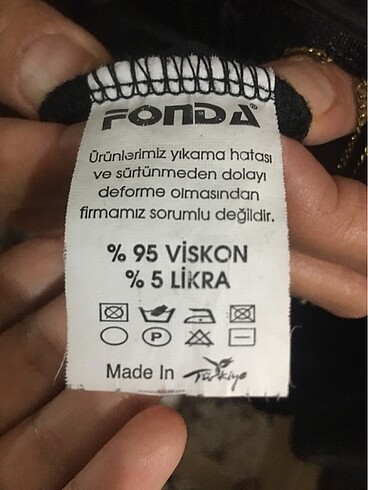 FONDA®
Ürünlerimiz yıkama hatası
ve sürtünmeden dolayı
deforme olmasından
firmamız sorumlu değildir.
% 95 VİSKON
% 5 LİKRA
P
Made In Türkiye